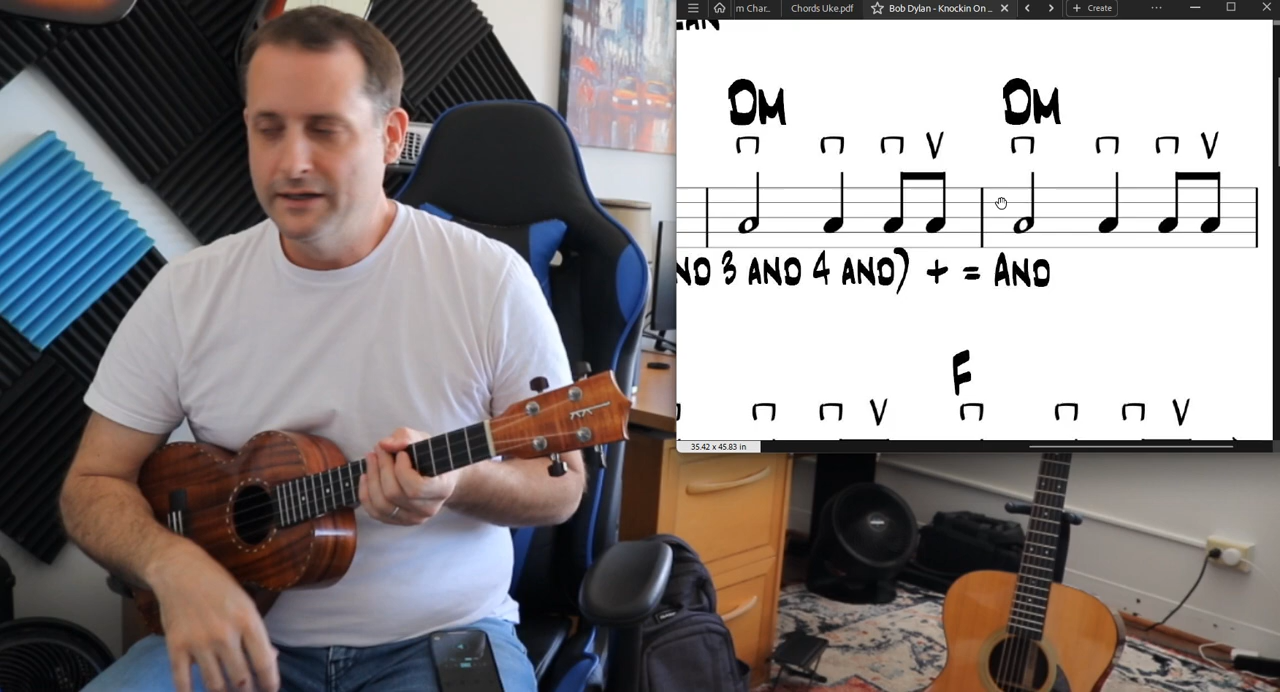 m Char..
Chords Uke.pdf
Bob Dylan - Knockin On ..
Create
DM DM
ND 3 AND 4 AND) + = AND
F
35.42 x 45.83 in